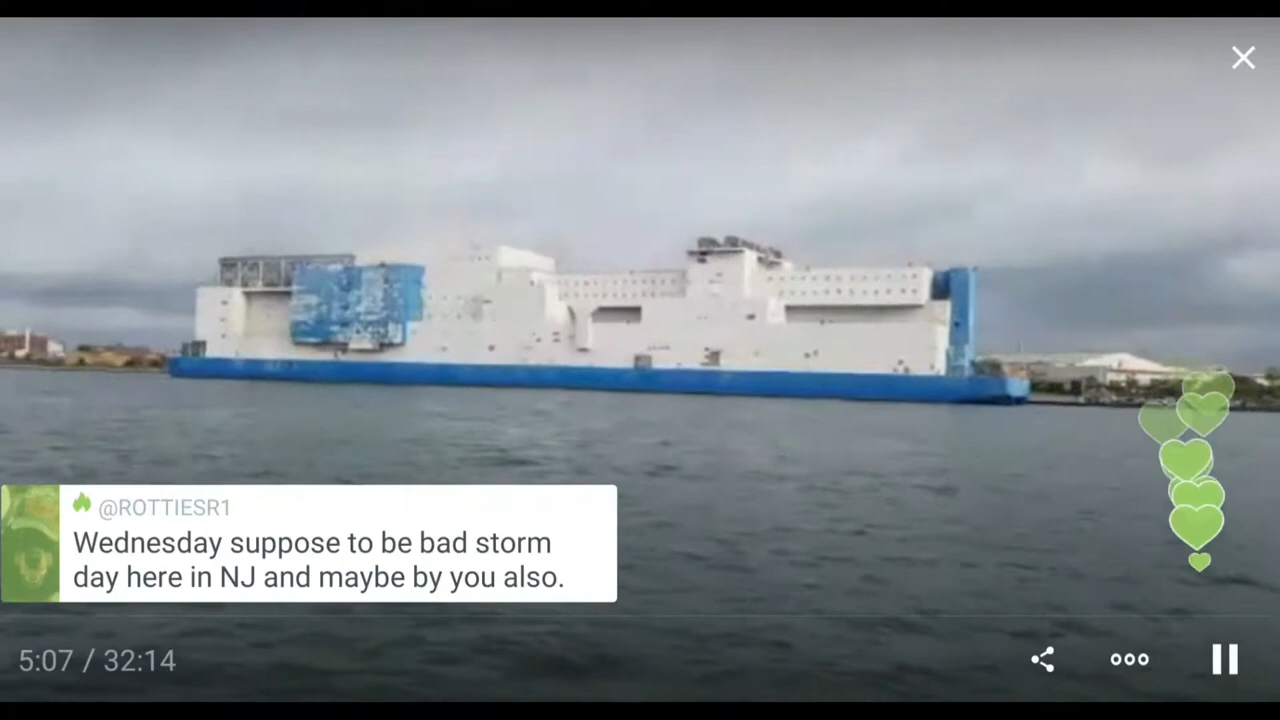 @ROTTIESR1
Wednesday suppose to be bad storm
day here in NJ and maybe by you also.
5:07 / 32:14